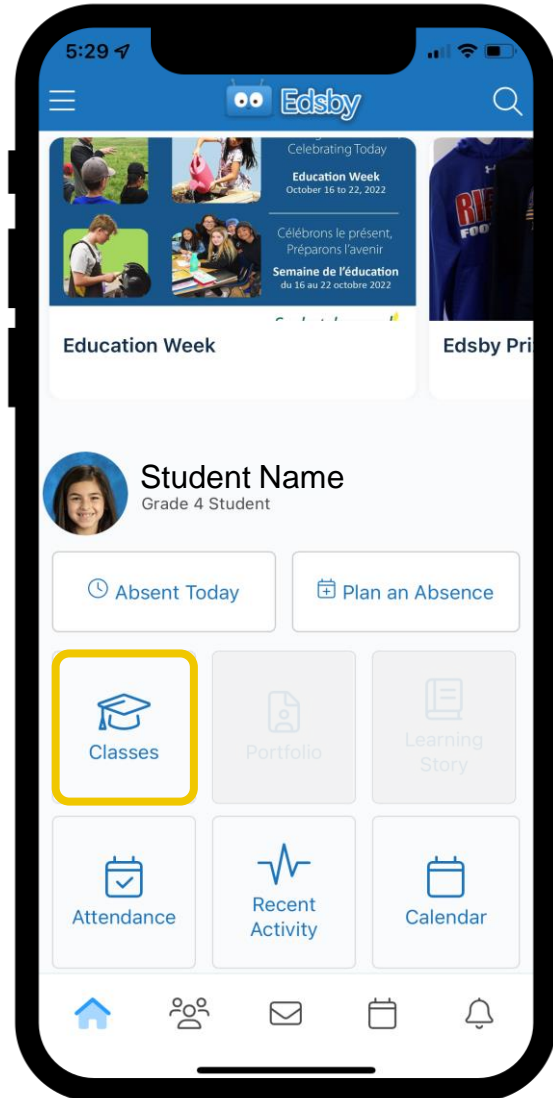 5:29
Edsby
Celebrating Today
Education Week
October 16 to 22, 2022
Célébrons le présent,
Préparons l'avenir
Semaine de l'éducation
du 16 au 22 octobre 2022
Education Week
Edsby Pri
Student Name
Grade 4 Student
Absent Today
Plan an Absence
Classes
Portfolio
Learning
Story
Attendance
Recent
Activity
Calendar